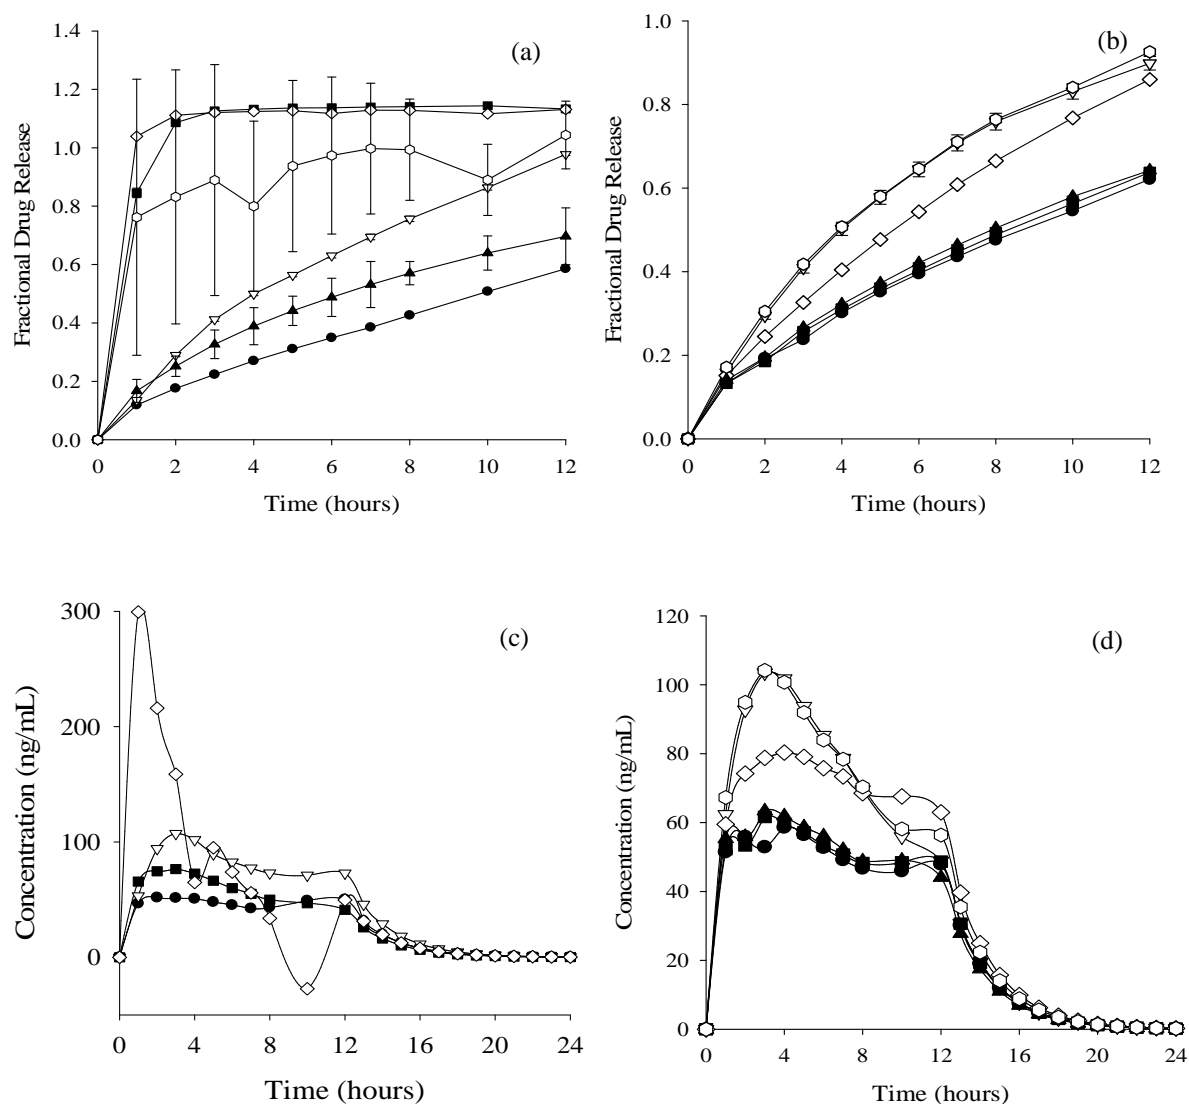 (a)
Fractional Drug Release
1.4
1.2
1.0
0.8
0.6
0.4
0.2
0.0
0 2 4 6 8 10 12
Time (hours)
(b)
Fractional Drug Release
1.0
0.8
0.6
0.4
0.2
0.0
0 2 4 6 8 10 12
Time (hours)
(c)
Concentration (ng/mL)
300
200
100
0
0 4 8 12 16 20 24
Time (hours)
(d)
Concentration (ng/mL)
120
100
80
60
40
20
0
0 4 8 12 16 20 24
Time (hours)